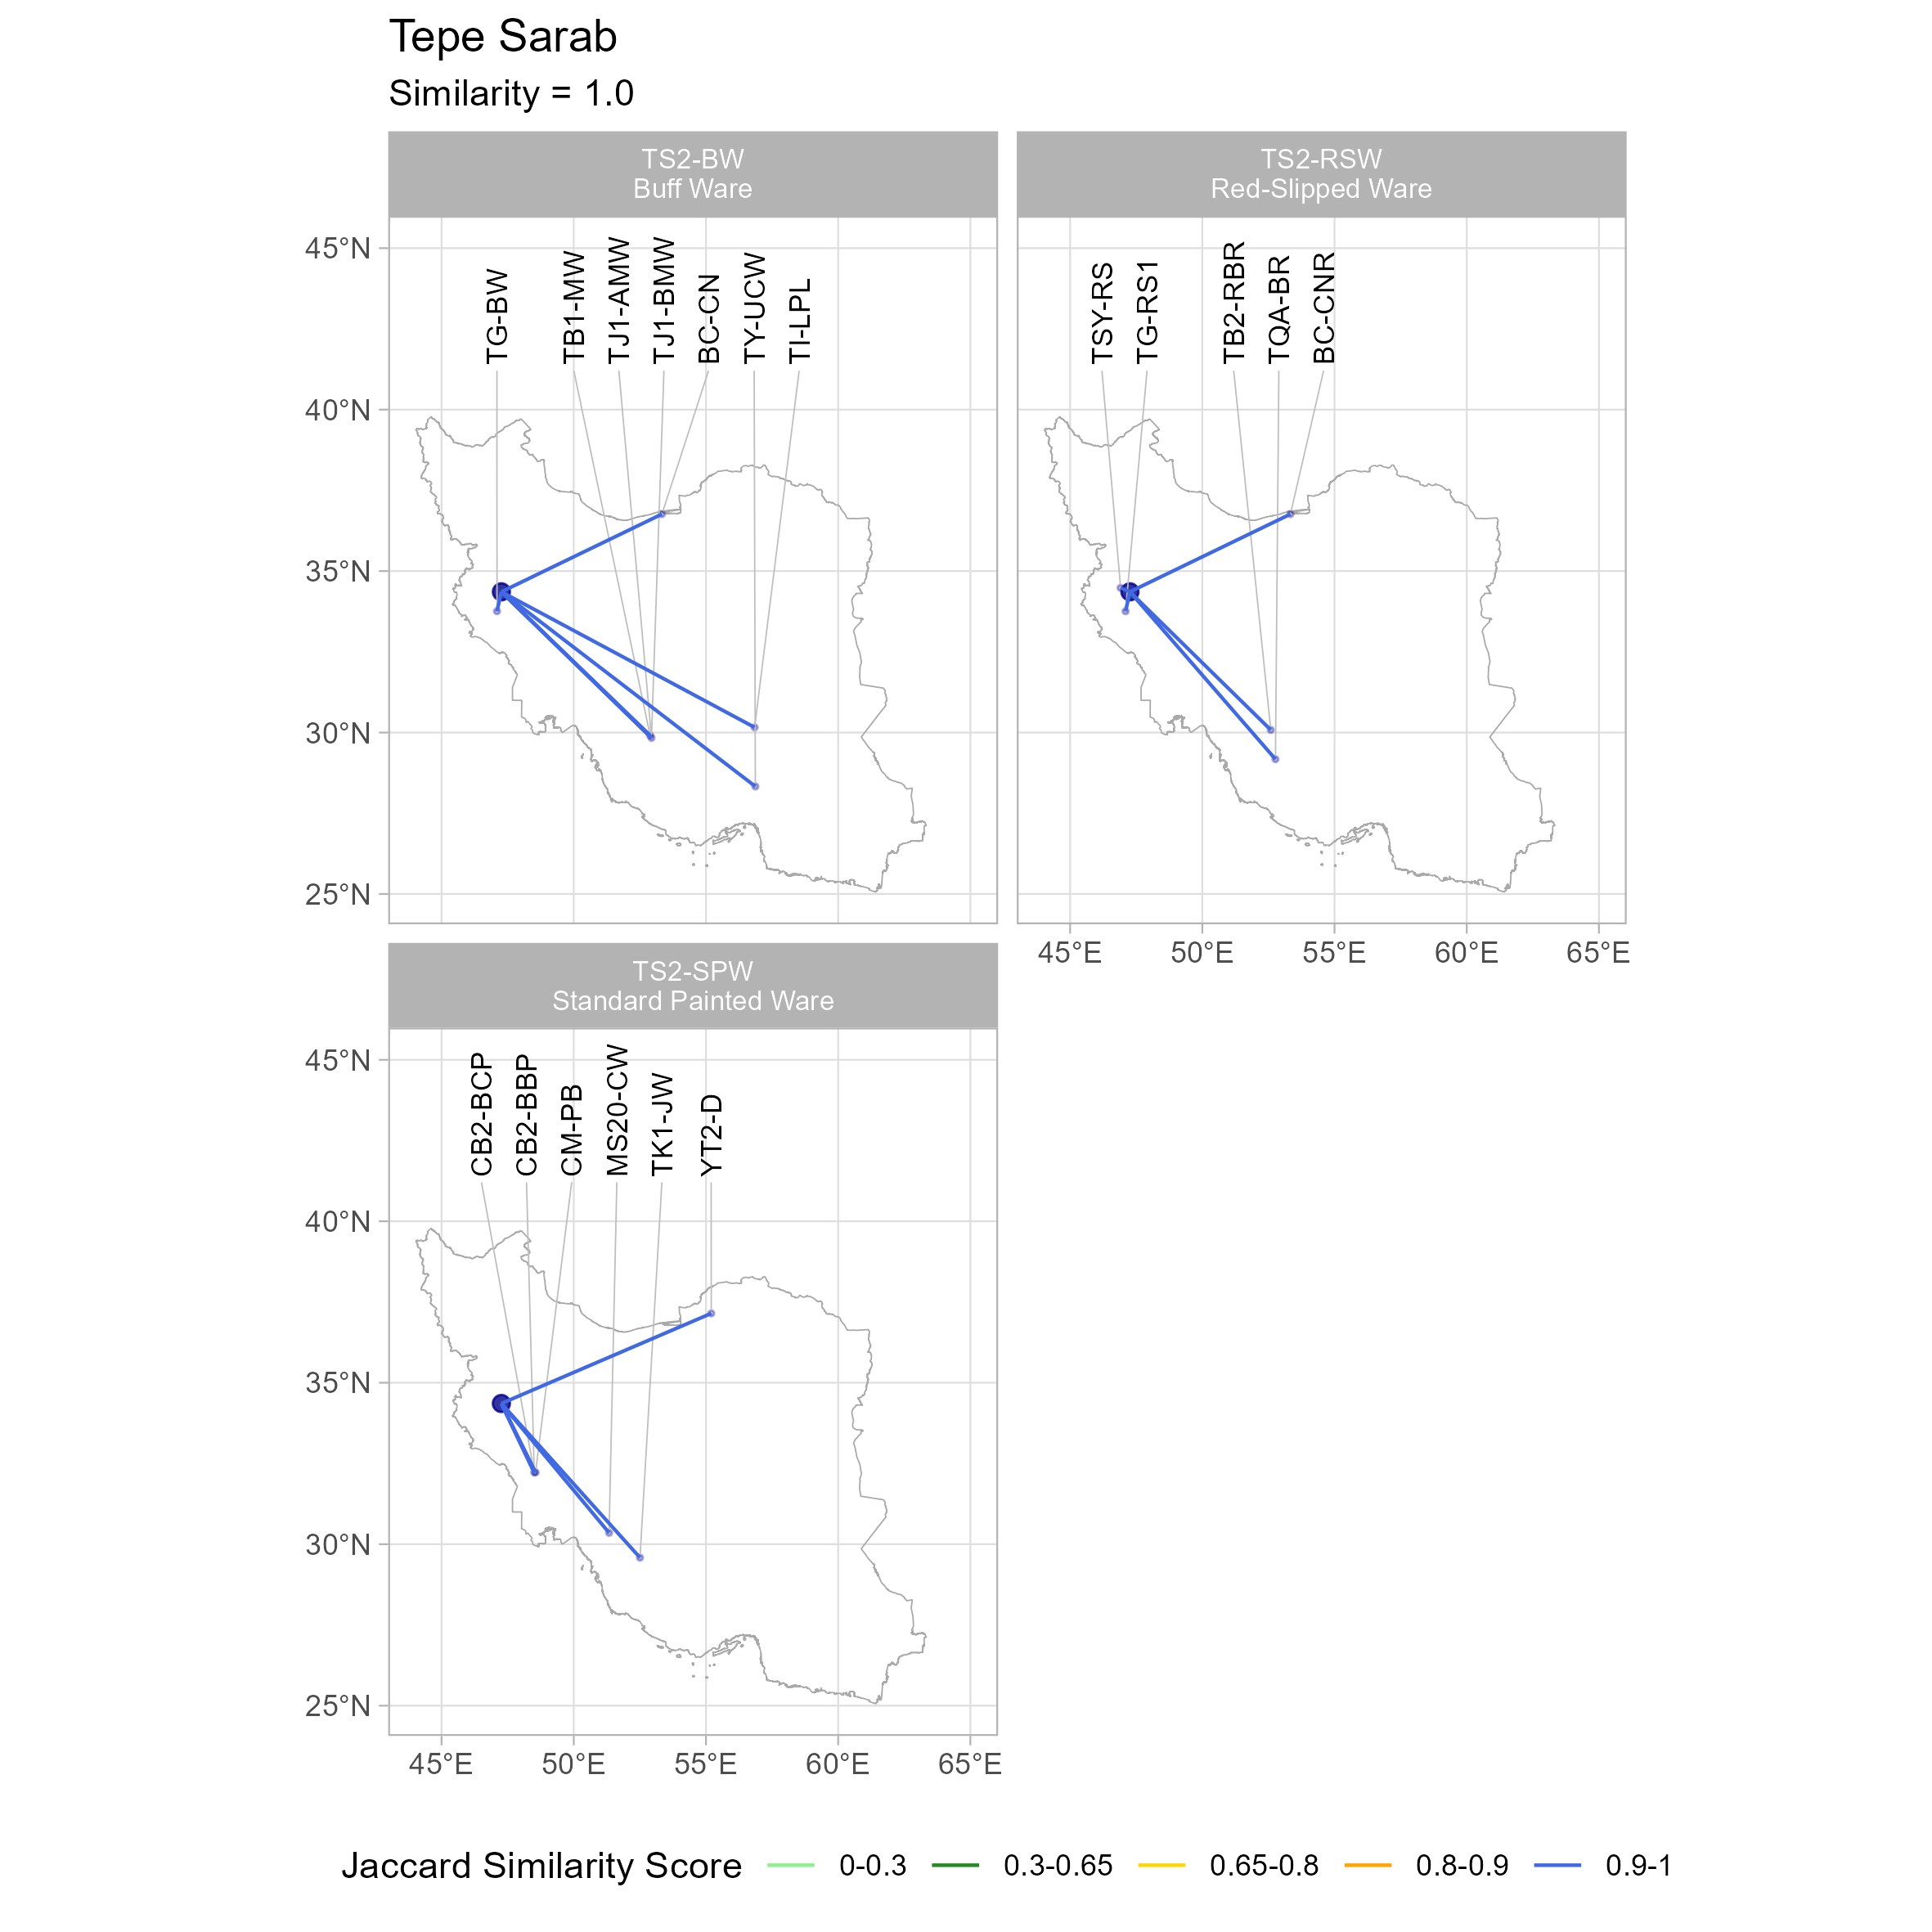 Tepe Sarab
Similarity = 1.0
TS2-BW
Buff Ware
TS2-RSW
Red-Slipped Ware
45°N
40°N
35°N
30°N
25°N
TG-BW
TB1-MW
TJ1-AMW
TJ1-BMW
BC-CN
TY-UCW
TI-LPL
TSY-RS
TG-RS1
TB2-RBR
TQA-BR
BC-CNR
45°E 50°E 55°E 60°E 65°E
TS2-SPW
Standard Painted Ware
45°N
40°N
35°N
30°N
25°N
CB2-BCP
CB2-BBP
CM-PB
MS20-CW
TK1-JW
YT2-D
45°E 50°E 55°E 60°E 65°E
Jaccard Similarity Score 0-0.3 0.3-0.65 0.65-0.8 0.8-0.9 0.9-1